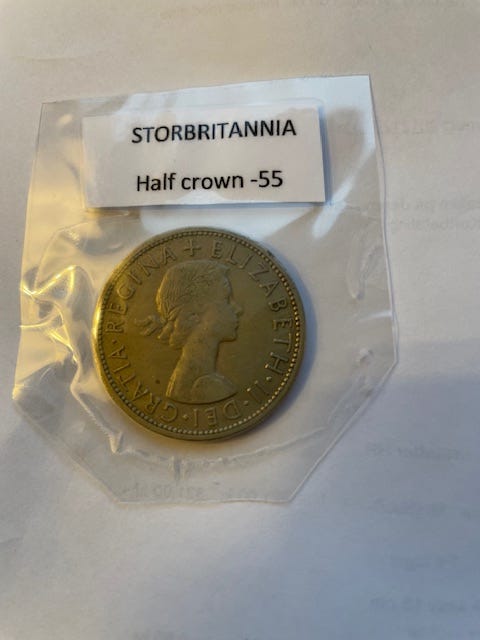 STORBRITANNIA
Half crown -55
ELIZABETH · II · DEI · GRATIA · REGINA +